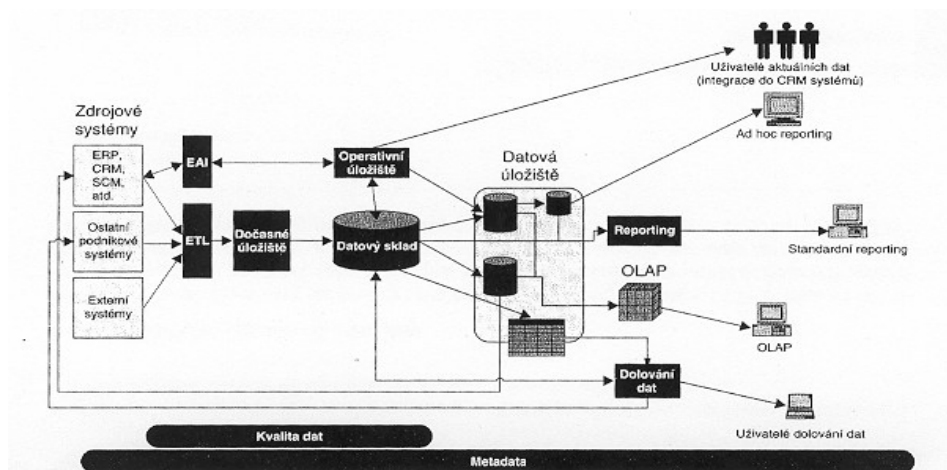 Uživatelé aktuálních dat
(integrace do CRM systémů)
Ad hoc reporting
Zdrojové
systémy
ERP,
CRM,
SCM,
atd.
EAI
Operativní
úložiště
Datová
úložiště
Ostatní
podnikové
systémy
ETL
Dočasné
úložiště
Datový sklad
Reporting
Standardní reporting
OLAP
Externí
systémy
OLAP
Dolování
dat
Uživatelé dolování dat
Kvalita dat
Metadata